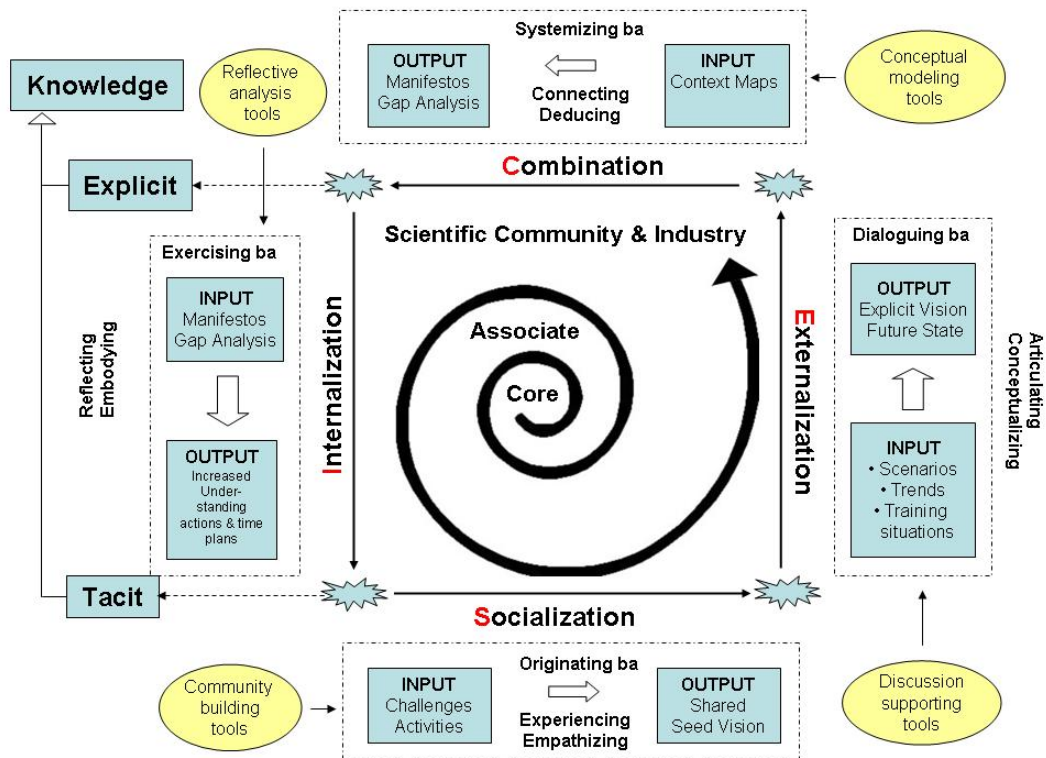 Systemizing ba
OUTPUT
Manifestos
Gap Analysis
Connecting
Deducing
INPUT
Context Maps
Conceptual
modeling
tools
Reflective
analysis
tools
Knowledge
Explicit
Combination
Scientific Community & Industry
Exercising ba
INPUT
Manifestos
Gap Analysis
OUTPUT
Increased
Under-
standing
actions & time
plans
Reflecting
Embodying
Internalization
Associate
Core
Externalization
Dialoguing ba
OUTPUT
Explicit Vision
Future State
INPUT
• Scenarios
• Trends
• Training
situations
Articulating
Conceptualizing
Tacit
Socialization
Community
building
tools
INPUT
Challenges
Activities
Originating ba
Experiencing
Empathizing
OUTPUT
Shared
Seed Vision
Discussion
supporting
tools